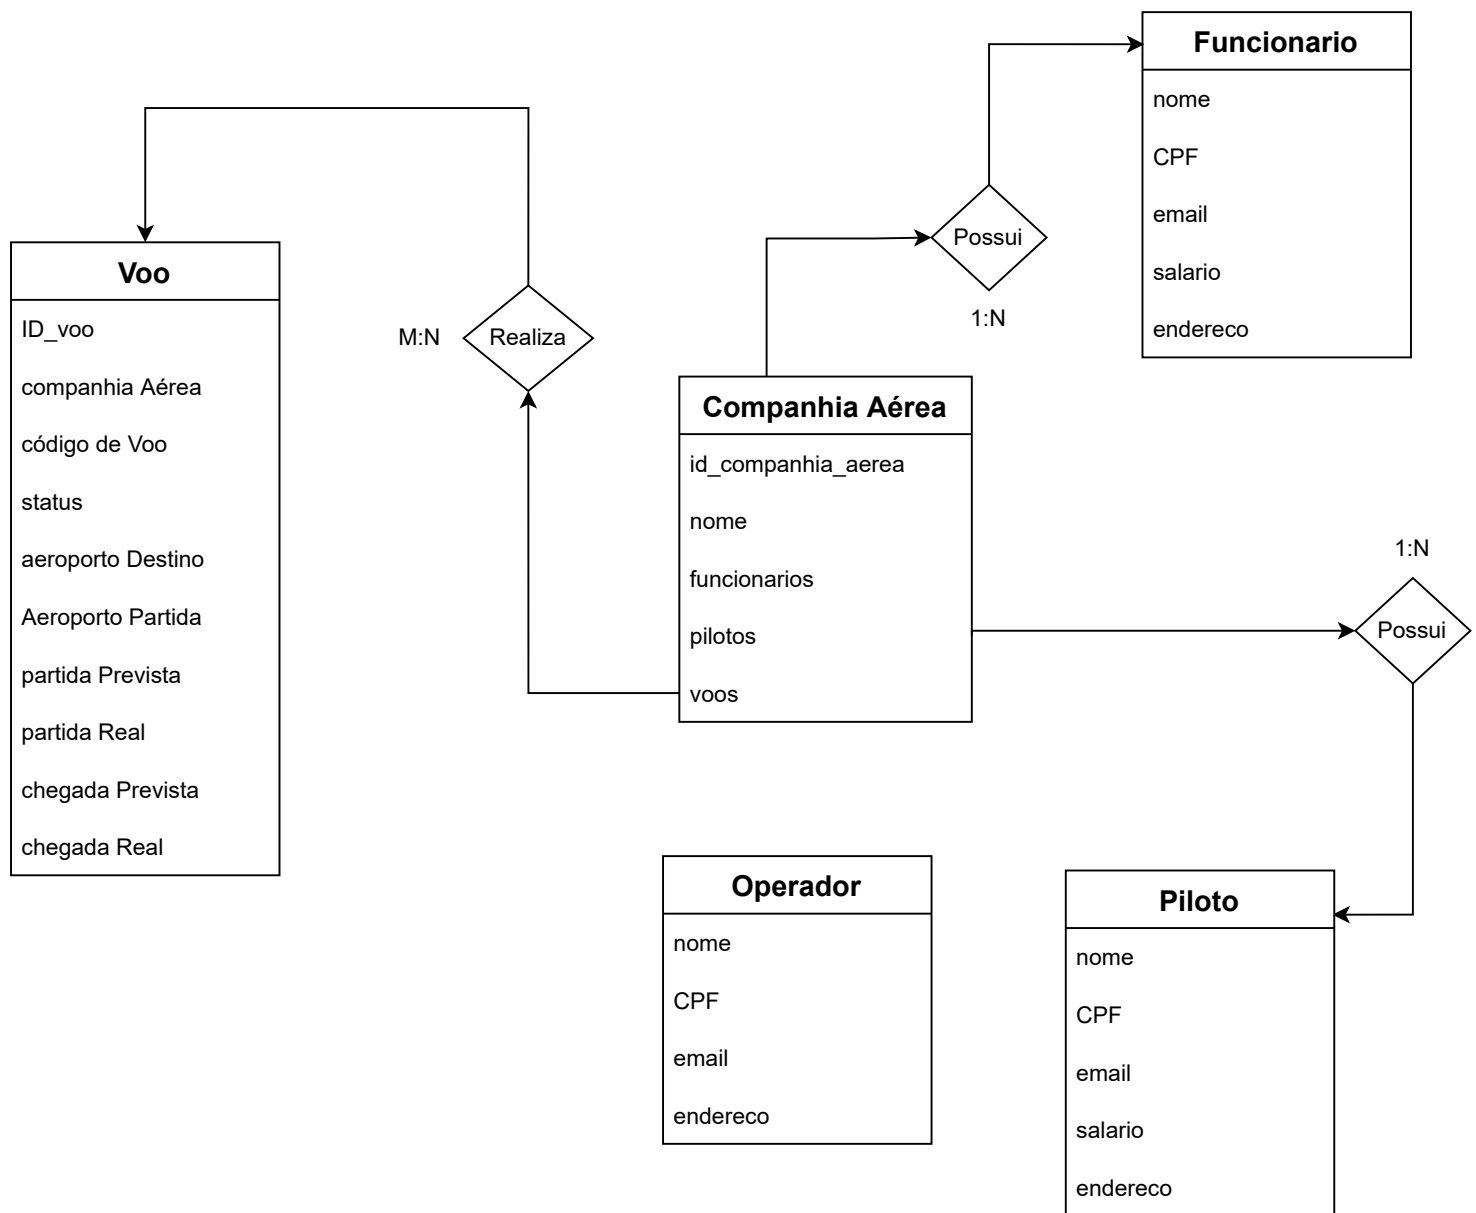 Funcionario
nome
CPF
email
salario
endereco
Possui
1:N
Voo
ID_voo
companhia Aérea
código de Voo
status
aeroporto Destino
Aeroporto Partida
partida Prevista
partida Real
chegada Prevista
chegada Real
M:N
Realiza
Companhia Aérea
id_companhia_aerea
nome
funcionarios
pilotos
voos
1:N
Possui
Operador
nome
CPF
email
endereco
Piloto
nome
CPF
email
salario
endereco